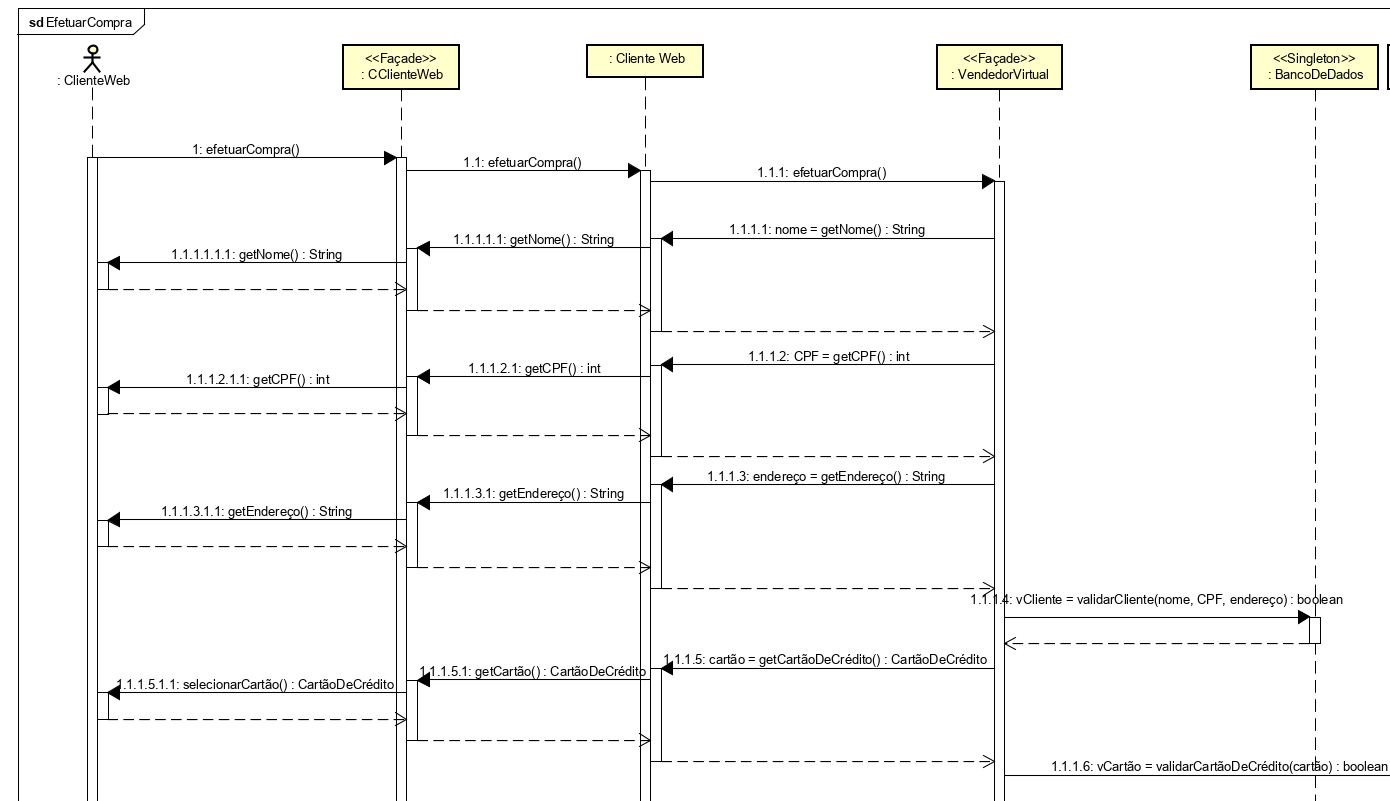 sd EfetuarCompra
: ClienteWeb
<<Façade>>
: CClienteWeb
: Cliente Web
<<Façade>>
: VendedorVirtual
<<Singleton>>
: BancoDeDados
1: efetuarCompra()
1.1: efetuarCompra()
1.1.1: efetuarCompra()
1.1.1.1: nome = getNome() : String
1.1.1.1.1: getNome() : String
1.1.1.1.1.1: getNome() : String
1.1.1.2: CPF = getCPF() : int
1.1.1.2.1: getCPF() : int
1.1.1.2.1.1: getCPF() : int
1.1.1.3: endereço = getEndereço() : String
1.1.1.3.1: getEndereço() : String
1.1.1.3.1.1: getEndereço() : String
1.1.1.4: vCliente = validarCliente(nome, CPF, endereço) : boolean
1.1.1.5: cartão = getCartãoDeCrédito() : CartãoDeCrédito
1.1.1.5.1: getCartão() : CartãoDeCrédito
1.1.1.5.1.1: selecionarCartão() : CartãoDeCrédito
1.1.1.6: vCartão = validarCartãoDeCrédito(cartão) : boolean